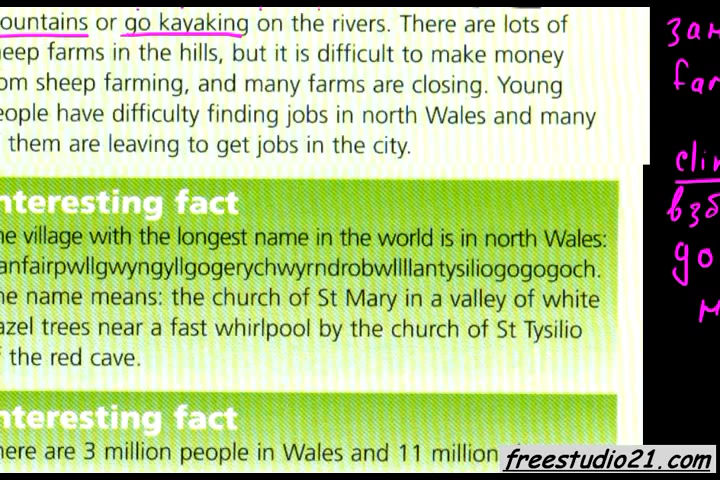 ountains or go kayaking on the rivers. There are lots of
heep farms in the hills, but it is difficult to make money
om sheep farming, and many farms are closing. Young
eople have difficulty finding jobs in north Wales and many
them are leaving to get jobs in the city.
nteresting fact
he village with the longest name in the world is in north Wales:
anfairpwllgwyngyllgogerychwyrndrobwllllantysiliogogogoch.
he name means: the church of St Mary in a valley of white
azel trees near a fast whirlpool by the church of St Tysilio
f the red cave.
nteresting fact
here are 3 million people in Wales and 11 million
far
взб
go
freestudio21.com